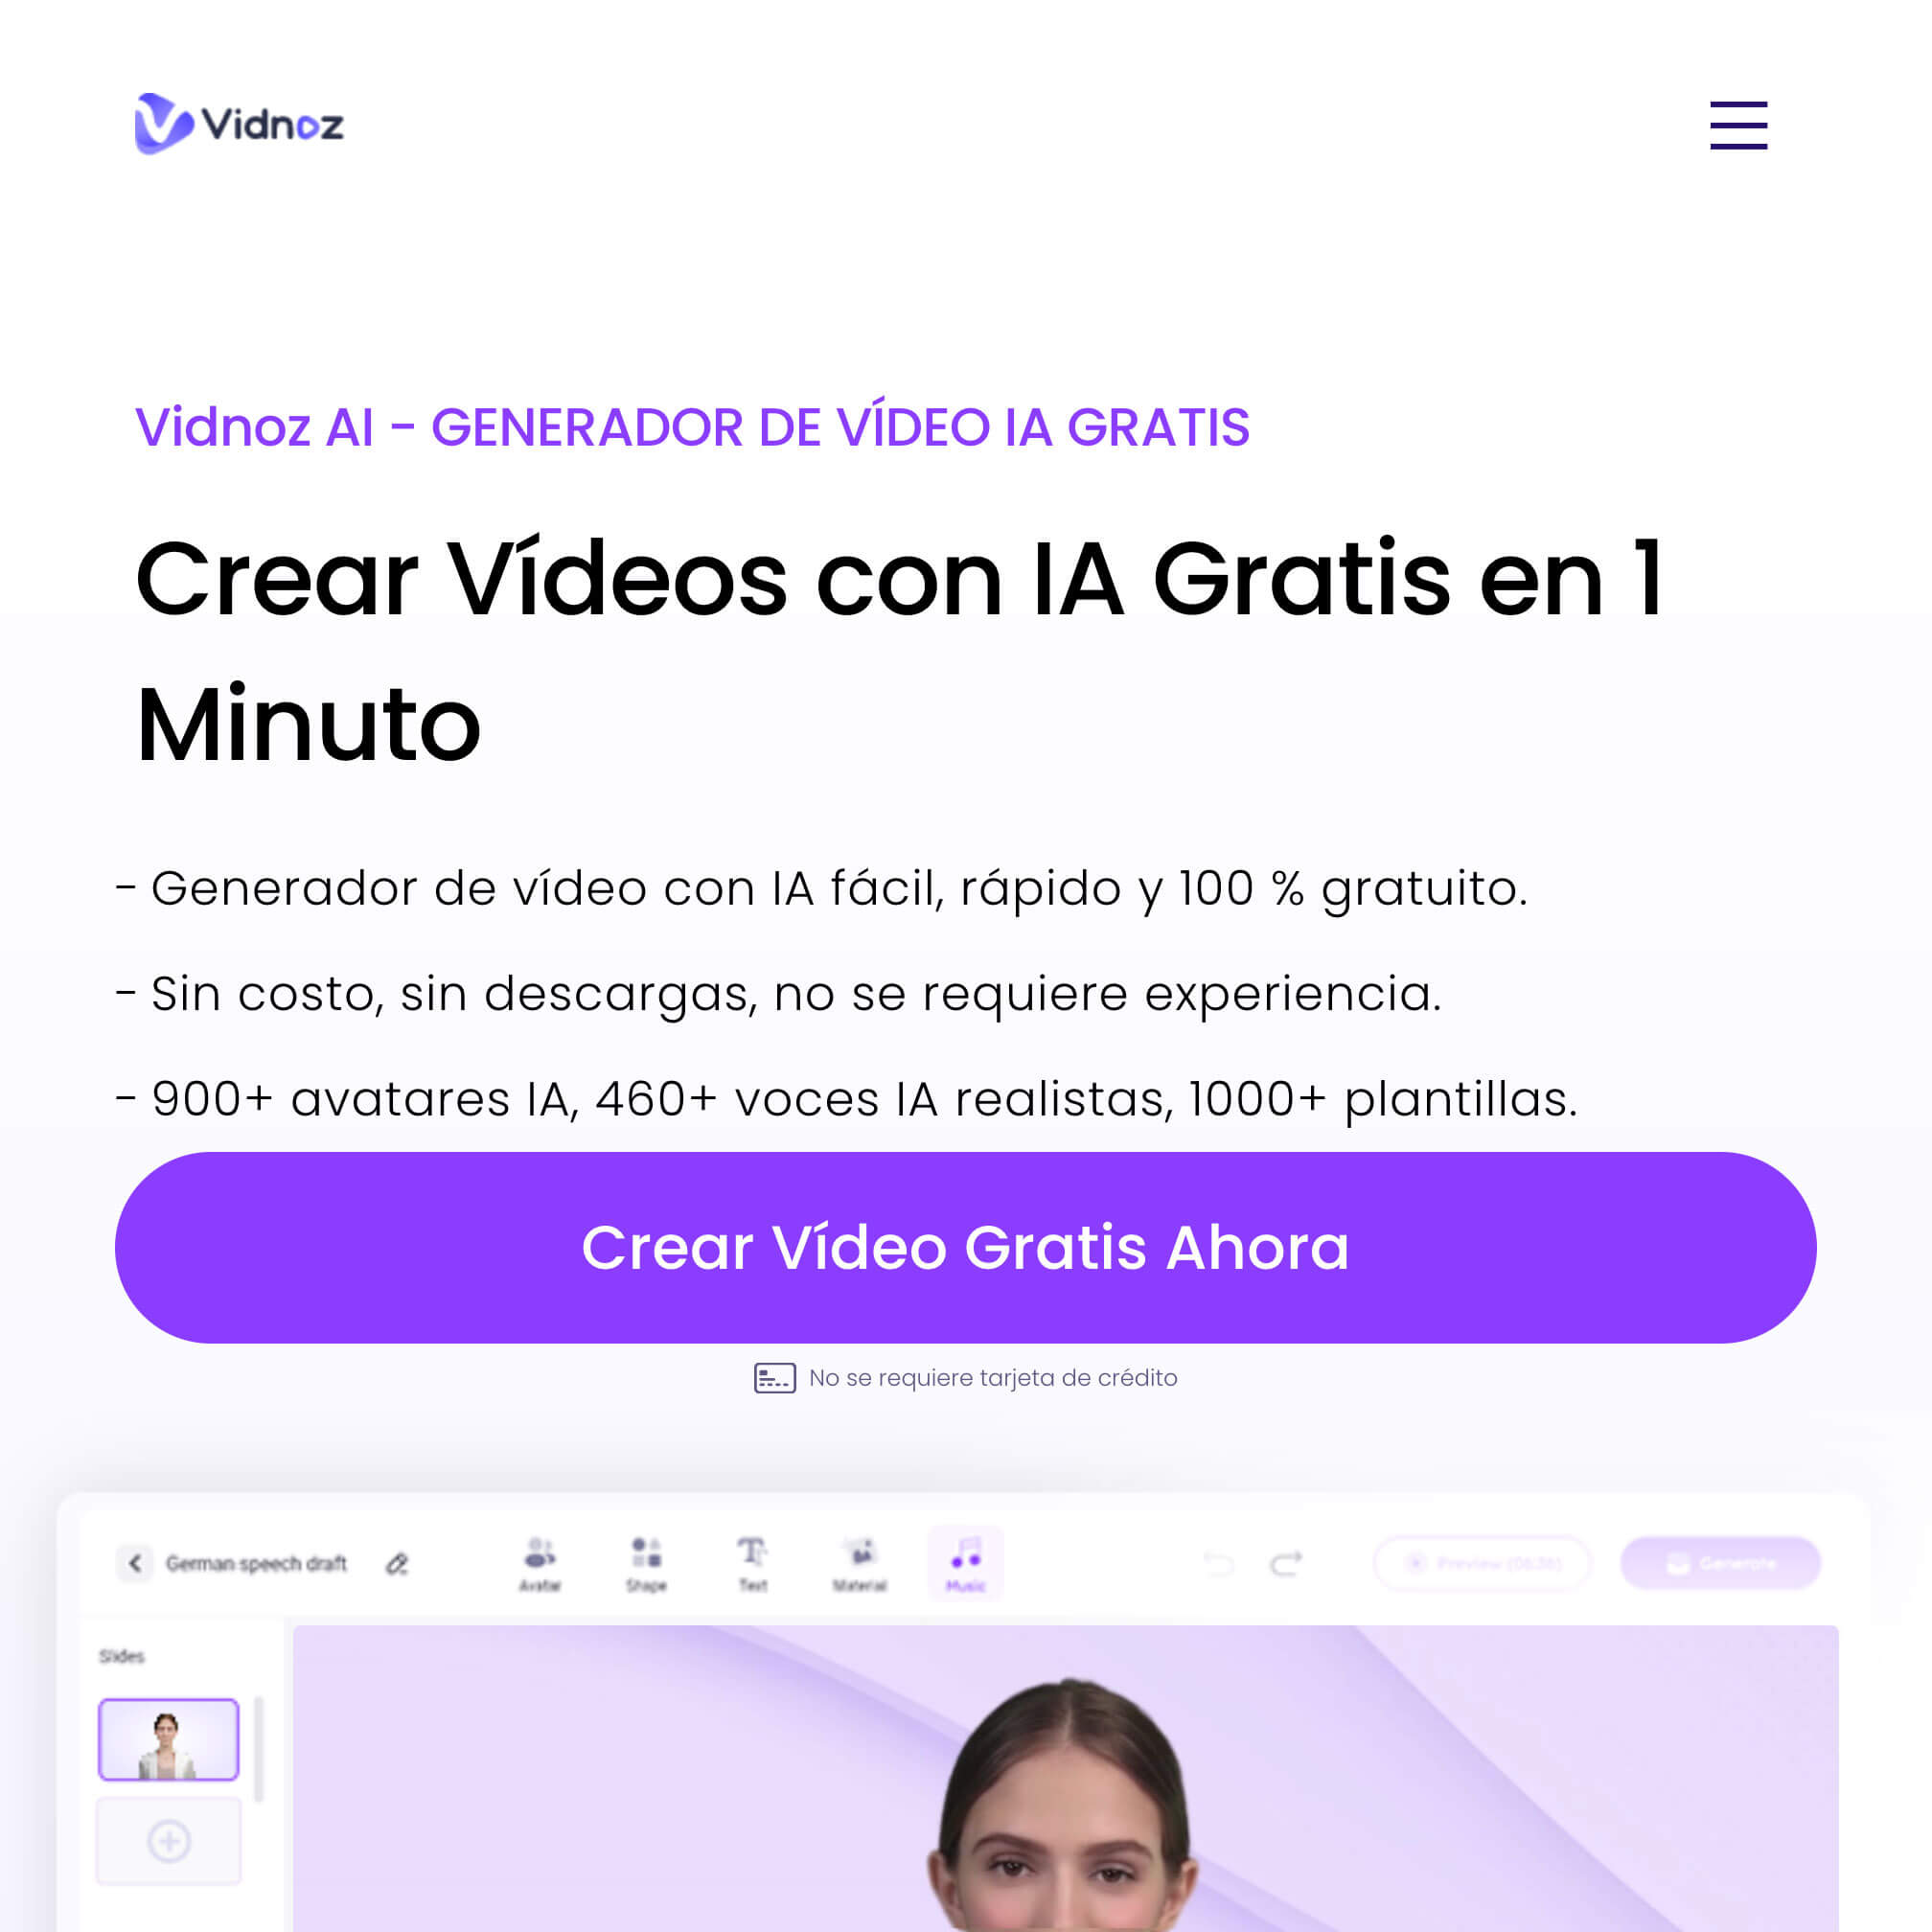 Vidnoz
Vidnoz AI - GENERADOR DE VÍDEO IA GRATIS
Crear Vídeos con IA Gratis en 1
Minuto
- Generador de vídeo con IA fácil, rápido y 100 % gratuito.
- Sin costo, sin descargas, no se requiere experiencia.
- 900+ avatares IA, 460+ voces IA realistas, 1000+ plantillas.
Crear Vídeo Gratis Ahora
No se requiere tarjeta de crédito
German speech draft
Avatar Shape Text Material Music
Preview
Generate
Slides